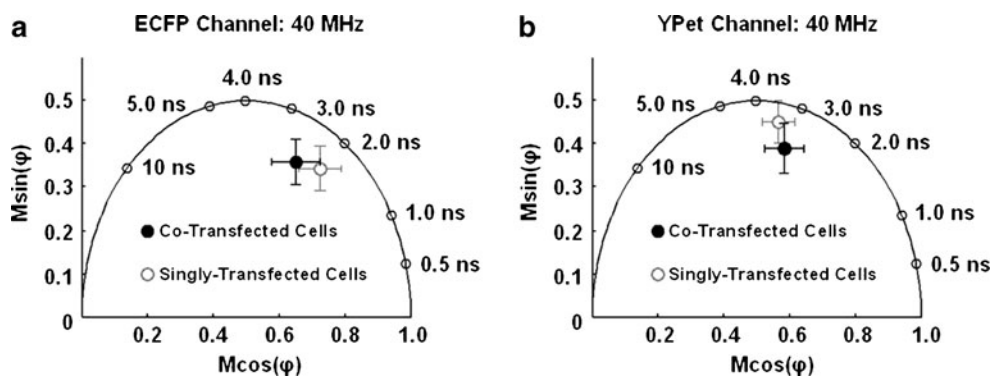 a
ECFP Channel: 40 MHz
Msin(φ)
0.5
0.4
0.3
0.2
0.1
0
4.0 ns
5.0 ns
3.0 ns
2.0 ns
10 ns
1.0 ns
0.5 ns
Co-Transfected Cells
Singly-Transfected Cells
0.2
0.4
0.6
0.8
1.0
Mcos(φ)
b
YPet Channel: 40 MHz
Msin(φ)
0.5
0.4
0.3
0.2
0.1
0
4.0 ns
5.0 ns
3.0 ns
2.0 ns
10 ns
1.0 ns
0.5 ns
Co-Transfected Cells
Singly-Transfected Cells
0.2
0.4
0.6
0.8
1.0
Mcos(φ)